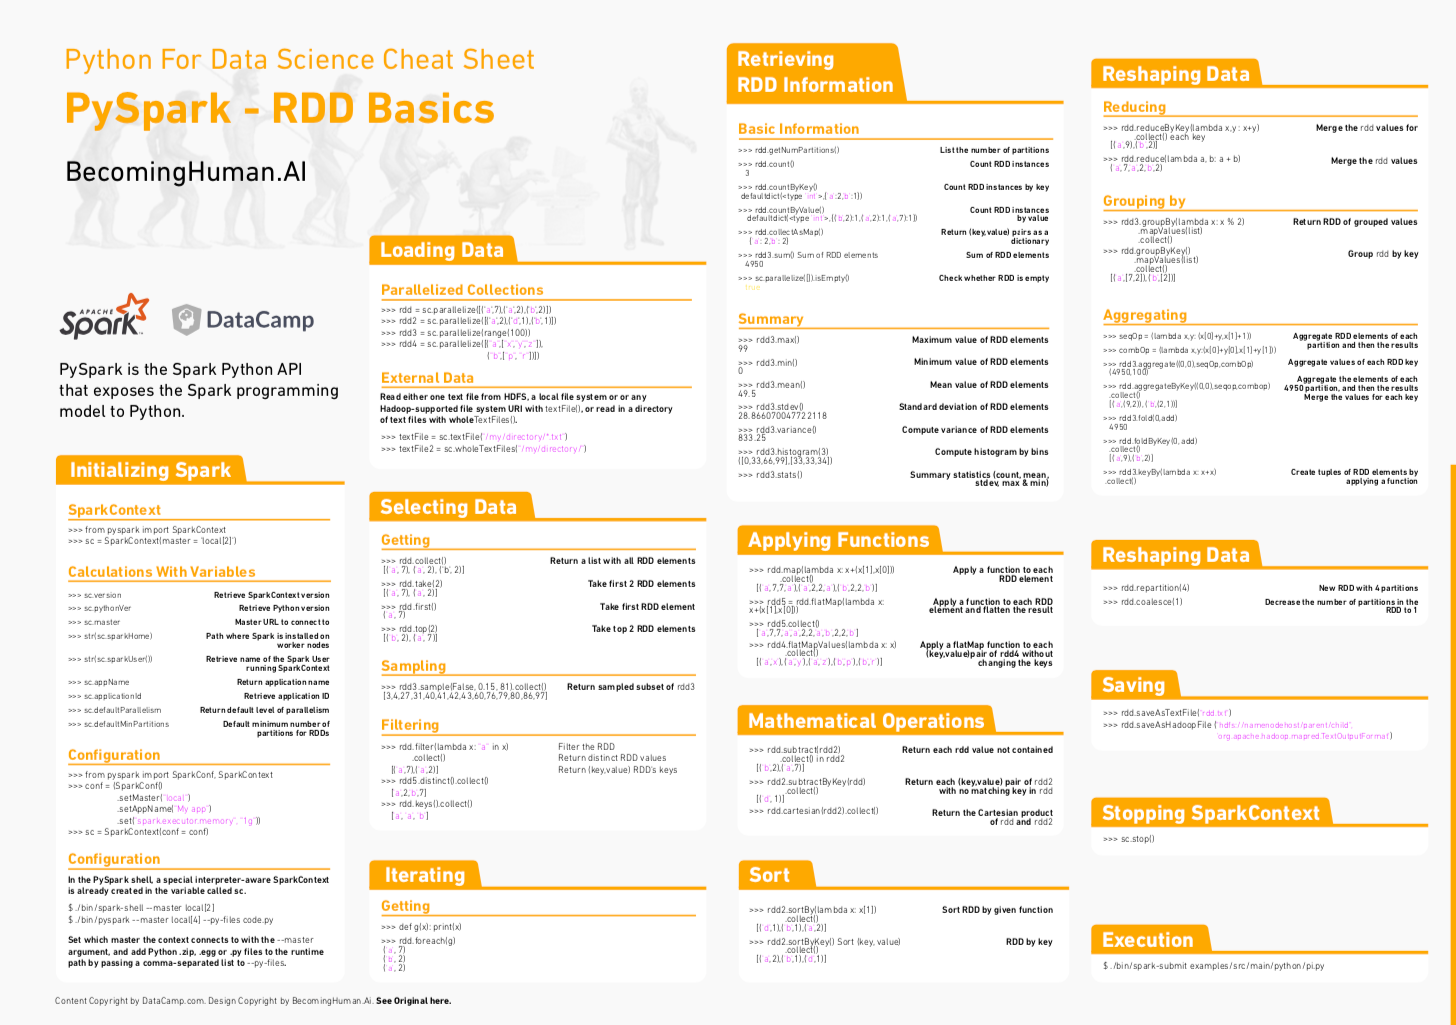 Python For Data Science Cheat Sheet
PySpark - RDD Basics
BecomingHuman.AI
APACHE
Spark™
DataCamp
PySpark is the Spark Python API
that exposes the Spark programming
model to Python.
Initializing Spark
SparkContext
>>> from pyspark import SparkContext
>>> sc = SparkContext(master = 'local[2]')
Calculations With Variables
>>> sc.version Retrieve SparkContext version
>>> sc.pythonVer Retrieve Python version
>>> sc.master Master URL to connect to
>>> str(sc.sparkHome) Path where Spark is installed on
worker nodes
>>> str(sc.sparkUser()) Retrieve name of the Spark User
running SparkContext
>>> sc.appName Return application name
>>> sc.applicationId Retrieve application ID
>>> sc.defaultParallelism Return default level of parallelism
>>> sc.defaultMinPartitions Default minimum number of
partitions for RDDs
Configuration
>>> from pyspark import SparkConf, SparkContext
>>> conf = (SparkConf()
.setMaster("local")
.setAppName("My app")
.set("spark.executor.memory", "1g"))
>>> sc = SparkContext(conf = conf)
Configuration
In the PySpark shell, a special interpreter-aware SparkContext
is already created in the variable called sc.
$ ./bin/spark-shell --master local[2]
$ ./bin/pyspark --master local[4] --py-files code.py
Set which master the context connects to with the --master
argument, and add Python .zip, .egg or .py files to the runtime
path by passing a comma-separated list to --py-files.
Loading Data
Parallelized Collections
>>> rdd = sc.parallelize([('a',7),('a',2),('b',2)])
>>> rdd2 = sc.parallelize([('a',2),('d',1),('b',1)])
>>> rdd3 = sc.parallelize(range(100))
>>> rdd4 = sc.parallelize([("a",["x","y","z"]),
("b",["p", "r"])])
External Data
Read either one text file from HDFS, a local file system or or any
Hadoop-supported file system URI with textFile(), or read in a directory
of text files with wholeTextFiles().
>>> textFile = sc.textFile("/my/directory/*.txt")
>>> textFile2 = sc.wholeTextFiles("/my/directory/")
Selecting Data
Getting
>>> rdd.collect() Return a list with all RDD elements
[('a', 7), ('a', 2), ('b', 2)]
>>> rdd.take(2) Take first 2 RDD elements
[('a', 7), ('a', 2)]
>>> rdd.first() Take first RDD element
('a', 7)
>>> rdd.top(2) Take top 2 RDD elements
[('b', 2), ('a', 7)]
Sampling
>>> rdd3.sample(False, 0.15, 81).collect() Return sampled subset of rdd3
[3,4,27,31,40,41,42,43,60,76,79,80,86,97]
Filtering
>>> rdd.filter(lambda x: "a" in x) Filter the RDD
.collect() Return distinct RDD values
[('a',7),('a',2)] Return (key,value) RDD's keys
>>> rdd5.distinct().collect()
['a',2,'b',7]
>>> rdd.keys().collect()
['a', 'a', 'b']
Iterating
Getting
>>> def g(x): print(x)
>>> rdd.foreach(g)
('a', 7)
('b', 2)
('a', 2)
Retrieving
RDD Information
Basic Information
>>> rdd.getNumPartitions() List the number of partitions
>>> rdd.count() Count RDD instances
3
>>> rdd.countByKey() Count RDD instances by key
defaultdict(<type 'int'>,{'a':2,'b':1})
>>> rdd.countByValue() Count RDD instances
defaultdict(<type 'int'>,{('b',2):1,('a',2):1,('a',7):1}) by value
>>> rdd.collectAsMap() Return (key,value) pairs as a
{'a': 2,'b': 2} dictionary
>>> rdd3.sum() Sum of RDD elements Sum of RDD elements
4950
>>> sc.parallelize([]).isEmpty() Check whether RDD is empty
true
Summary
>>> rdd3.max() Maximum value of RDD elements
99
>>> rdd3.min() Minimum value of RDD elements
0
>>> rdd3.mean() Mean value of RDD elements
49.5
>>> rdd3.stdev() Standard deviation of RDD elements
28.866070047722118
>>> rdd3.variance() Compute variance of RDD elements
833.25
>>> rdd3.histogram(3) Compute histogram by bins
([0,33,66,99],[33,33,34])
>>> rdd3.stats() Summary statistics (count, mean,
stdev, max & min)
Applying Functions
>>> rdd.map(lambda x: x+(x[1],x[0])) Apply a function to each
.collect() RDD element
[('a',7,7,'a'),('a',2,2,'a'),('b',2,2,'b')]
>>> rdd5 = rdd.flatMap(lambda x: Apply a function to each RDD
x+(x[1],x[0])) element and flatten the result
>>> rdd5.collect()
['a',7,7,'a','a',2,2,'a','b',2,2,'b']
>>> rdd4.flatMapValues(lambda x: x) Apply a flatMap function to each
.collect() (key,value)pair of rdd4 without
[('a','x'),('a','y'),('a','z'),('b','p'),('b','r')] changing the keys
Mathematical Operations
>>> rdd.subtract(rdd2) Return each rdd value not contained
.collect() in rdd2
[('b',2),('a',7)]
>>> rdd2.subtractByKey(rdd) Return each (key,value) pair of rdd2
.collect() with no matching key in rdd
[('d', 1)]
>>> rdd.cartesian(rdd2).collect() Return the Cartesian product
of rdd and rdd2
Sort
>>> rdd2.sortBy(lambda x: x[1]) Sort RDD by given function
.collect()
[('d',1),('b',1),('a',2)]
>>> rdd2.sortByKey() Sort (key, value) RDD by key
.collect()
[('a',2),('b',1),('d',1)]
Reshaping Data
Reducing
>>> rdd.reduceByKey(lambda x,y : x+y) Merge the rdd values for
.collect() each key
[('a',9),('b',2)]
>>> rdd.reduce(lambda a, b: a + b) Merge the rdd values
('a',7,'a',2,'b',2)
Grouping by
>>> rdd3.groupBy(lambda x: x % 2) Return RDD of grouped values
.mapValues(list)
.collect()
>>> rdd.groupByKey() Group rdd by key
.mapValues(list)
.collect()
[('a',[7,2]),('b',[2])]
Aggregating
>>> seqOp = (lambda x,y: (x[0]+y,x[1]+1)) Aggregate RDD elements of each
partition and then the results
>>> combOp = (lambda x,y:(x[0]+y[0],x[1]+y[1]))
>>> rdd3.aggregate((0,0),seqOp,combOp) Aggregate values of each RDD key
(4950,100)
>>> rdd.aggregateByKey((0,0),seqop,combop) Aggregate the elements of each
.collect() 4950 partition, and then the results
[('a',(9,2)), ('b',(2,1))] Merge the values for each key
>>> rdd3.fold(0,add)
4950
>>> rdd.foldByKey(0, add)
.collect()
[('a',9),('b',2)]
>>> rdd3.keyBy(lambda x: x+x) Create tuples of RDD elements by
.collect() applying a function
Reshaping Data
>>> rdd.repartition(4) New RDD with 4 partitions
>>> rdd.coalesce(1) Decrease the number of partitions in the
RDD to 1
Saving
>>> rdd.saveAsTextFile("rdd.txt")
>>> rdd.saveAsHadoopFile ("hdfs://namenodehost/parent/child",
'org.apache.hadoop.mapred.TextOutputFormat')
Stopping SparkContext
>>> sc.stop()
Execution
$ ./bin/spark-submit examples/src/main/python/pi.py
Content Copyright by DataCamp.com. Design Copyright by BecomingHuman.Ai. See Original here.